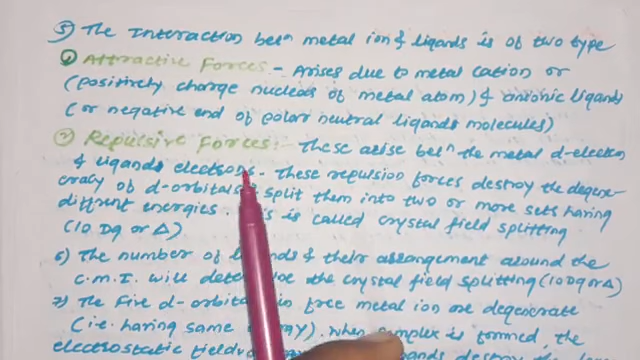 5) The Interaction betn metal ion & ligands is of two type
① Attractive Forces - Arises due to metal cation or
(positively charge nucleus of metal atom) & anionic ligands
(or negative end of polar neutral ligands molecules)
② Repulsive Forces :- These arise betn the metal d-electron
& ligands electrons. These repulsion forces destroy the degene-
eracy of d-orbitals & split them into two or more sets having
different energies. is called crystal field splitting
(10 Dq or Δ)
6) The number of & their arrangement around the
C.M.I will the crystal field splitting (10 Dq or Δ)
7) The Five d-orbital in free metal ion are degenerate
(i.e. having same When complex is formed, the
electrostatic field destroy the